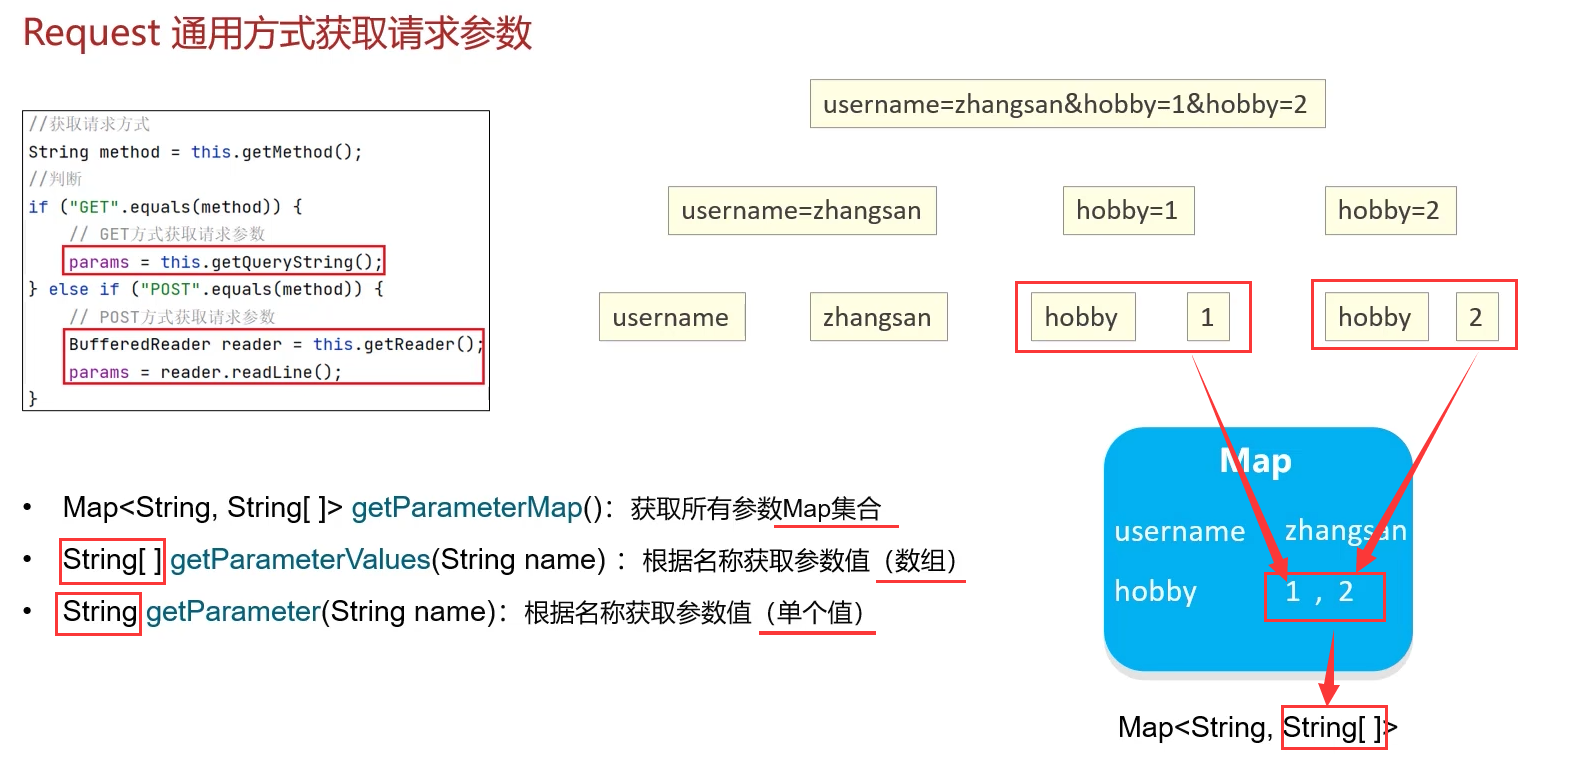 Request 通用方式获取请求参数
//获取请求方式
String method = this.getMethod();
//判断
if ("GET".equals(method)) {
// GET方式获取请求参数
params = this.getQueryString();
} else if ("POST".equals(method)) {
// POST方式获取请求参数
BufferedReader reader = this.getReader();
params = reader.readLine();
}
username=zhangsan&hobby=1&hobby=2
username=zhangsan hobby=1 hobby=2
username zhangsan hobby 1 hobby 2
• Map<String, String[ ]> getParameterMap()：获取所有参数Map集合
• String[ ] getParameterValues(String name) ：根据名称获取参数值（数组）
• String getParameter(String name)：根据名称获取参数值（单个值）
Map
username zhangsan
hobby 1 , 2
Map<String, String[ ]>